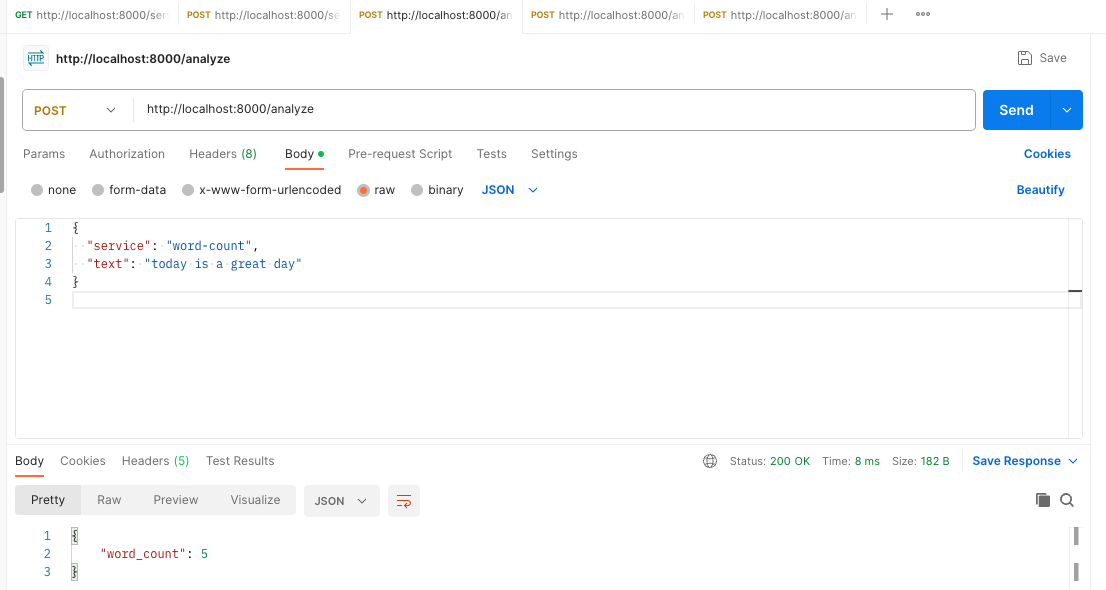 GET http://localhost:8000/ser POST http://localhost:8000/se POST http://localhost:8000/an POST http://localhost:8000/an POST http://localhost:8000/an
HTTP http://localhost:8000/analyze Save
POST http://localhost:8000/analyze Send
Params Authorization Headers (8) Body Pre-request Script Tests Settings Cookies
none form-data x-www-form-urlencoded raw binary JSON Beautify
1 {
2 "service": "word-count",
3 "text": "today is a great day"
4 }
5
Body Cookies Headers (5) Test Results Status: 200 OK Time: 8 ms Size: 182 B Save Response
Pretty Raw Preview Visualize JSON
1 {
2 "word_count": 5
3 }